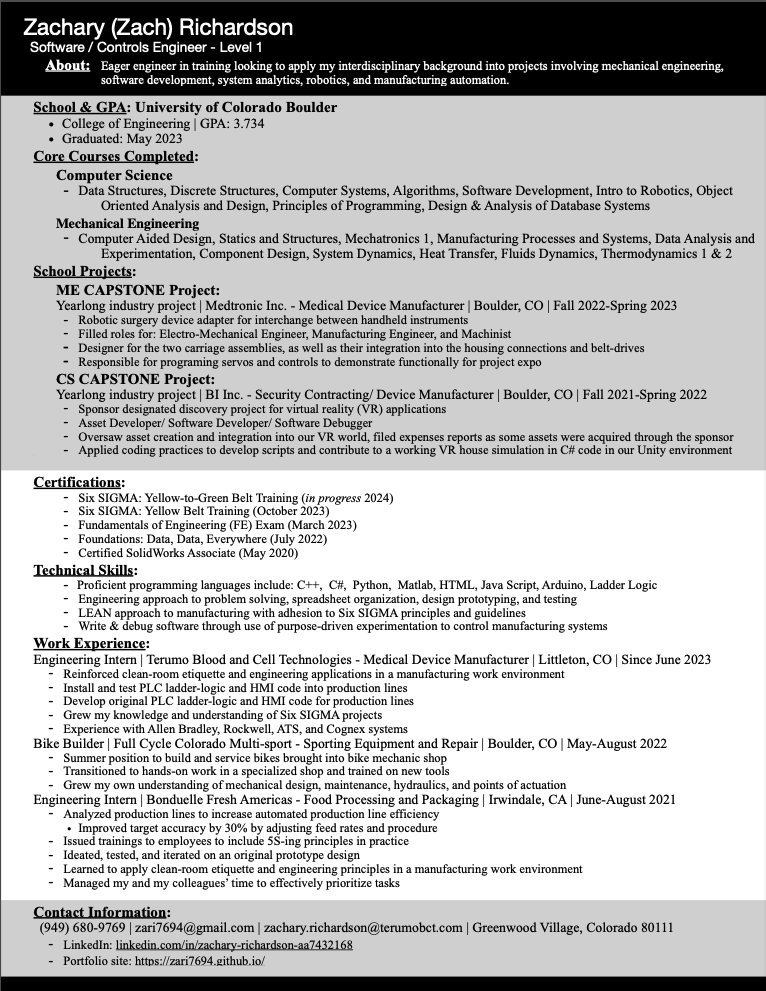 Zachary (Zach) Richardson
Software / Controls Engineer - Level 1
About: Eager engineer in training looking to apply my interdisciplinary background into projects involving mechanical engineering,
software development, system analytics, robotics, and manufacturing automation.
School & GPA: University of Colorado Boulder
• College of Engineering | GPA: 3.734
• Graduated: May 2023
Core Courses Completed:
Computer Science
- Data Structures, Discrete Structures, Computer Systems, Algorithms, Software Development, Intro to Robotics, Object
Oriented Analysis and Design, Principles of Programming, Design & Analysis of Database Systems
Mechanical Engineering
- Computer Aided Design, Statics and Structures, Mechatronics 1, Manufacturing Processes and Systems, Data Analysis and
Experimentation, Component Design, System Dynamics, Heat Transfer, Fluids Dynamics, Thermodynamics 1 & 2
School Projects:
ME CAPSTONE Project:
Yearlong industry project | Medtronic Inc. - Medical Device Manufacturer | Boulder, CO | Fall 2022-Spring 2023
- Robotic surgery device adapter for interchange between handheld instruments
- Filled roles for: Electro-Mechanical Engineer, Manufacturing Engineer, and Machinist
- Designer for the two carriage assemblies, as well as their integration into the housing connections and belt-drives
- Responsible for programing servos and controls to demonstrate functionally for project expo
CS CAPSTONE Project:
Yearlong industry project | BI Inc. - Security Contracting/ Device Manufacturer | Boulder, CO | Fall 2021-Spring 2022
- Sponsor designated discovery project for virtual reality (VR) applications
- Asset Developer/ Software Developer/ Software Debugger
- Oversaw asset creation and integration into our VR world, filed expenses reports as some assets were acquired through the sponsor
- Applied coding practices to develop scripts and contribute to a working VR house simulation in C# code in our Unity environment
Certifications:
- Six SIGMA: Yellow-to-Green Belt Training (in progress 2024)
- Six SIGMA: Yellow Belt Training (October 2023)
- Fundamentals of Engineering (FE) Exam (March 2023)
- Foundations: Data, Data, Everywhere (July 2022)
- Certified SolidWorks Associate (May 2020)
Technical Skills:
- Proficient programming languages include: C++, C#, Python, Matlab, HTML, Java Script, Arduino, Ladder Logic
- Engineering approach to problem solving, spreadsheet organization, design prototyping, and testing
- LEAN approach to manufacturing with adhesion to Six SIGMA principles and guidelines
- Write & debug software through use of purpose-driven experimentation to control manufacturing systems
Work Experience:
Engineering Intern | Terumo Blood and Cell Technologies - Medical Device Manufacturer | Littleton, CO | Since June 2023
- Reinforced clean-room etiquette and engineering applications in a manufacturing work environment
- Install and test PLC ladder-logic and HMI code into production lines
- Develop original PLC ladder-logic and HMI code for production lines
- Grew my knowledge and understanding of Six SIGMA projects
- Experience with Allen Bradley, Rockwell, ATS, and Cognex systems
Bike Builder | Full Cycle Colorado Multi-sport - Sporting Equipment and Repair | Boulder, CO | May-August 2022
- Summer position to build and service bikes brought into bike mechanic shop
- Transitioned to hands-on work in a specialized shop and trained on new tools
- Grew my own understanding of mechanical design, maintenance, hydraulics, and points of actuation
Engineering Intern | Bonduelle Fresh Americas - Food Processing and Packaging | Irwindale, CA | June-August 2021
- Analyzed production lines to increase automated production line efficiency
• Improved target accuracy by 30% by adjusting feed rates and procedure
- Issued trainings to employees to include 5S-ing principles in practice
- Ideated, tested, and iterated on an original prototype design
- Learned to apply clean-room etiquette and engineering principles in a manufacturing work environment
- Managed my and my colleagues' time to effectively prioritize tasks
Contact Information:
(949) 680-9769 | zari7694@gmail.com | zachary.richardson@terumobct.com | Greenwood Village, Colorado 80111
- LinkedIn: linkedin.com/in/zachary-richardson-aa7432168
- Portfolio site: https://zari7694.github.io/